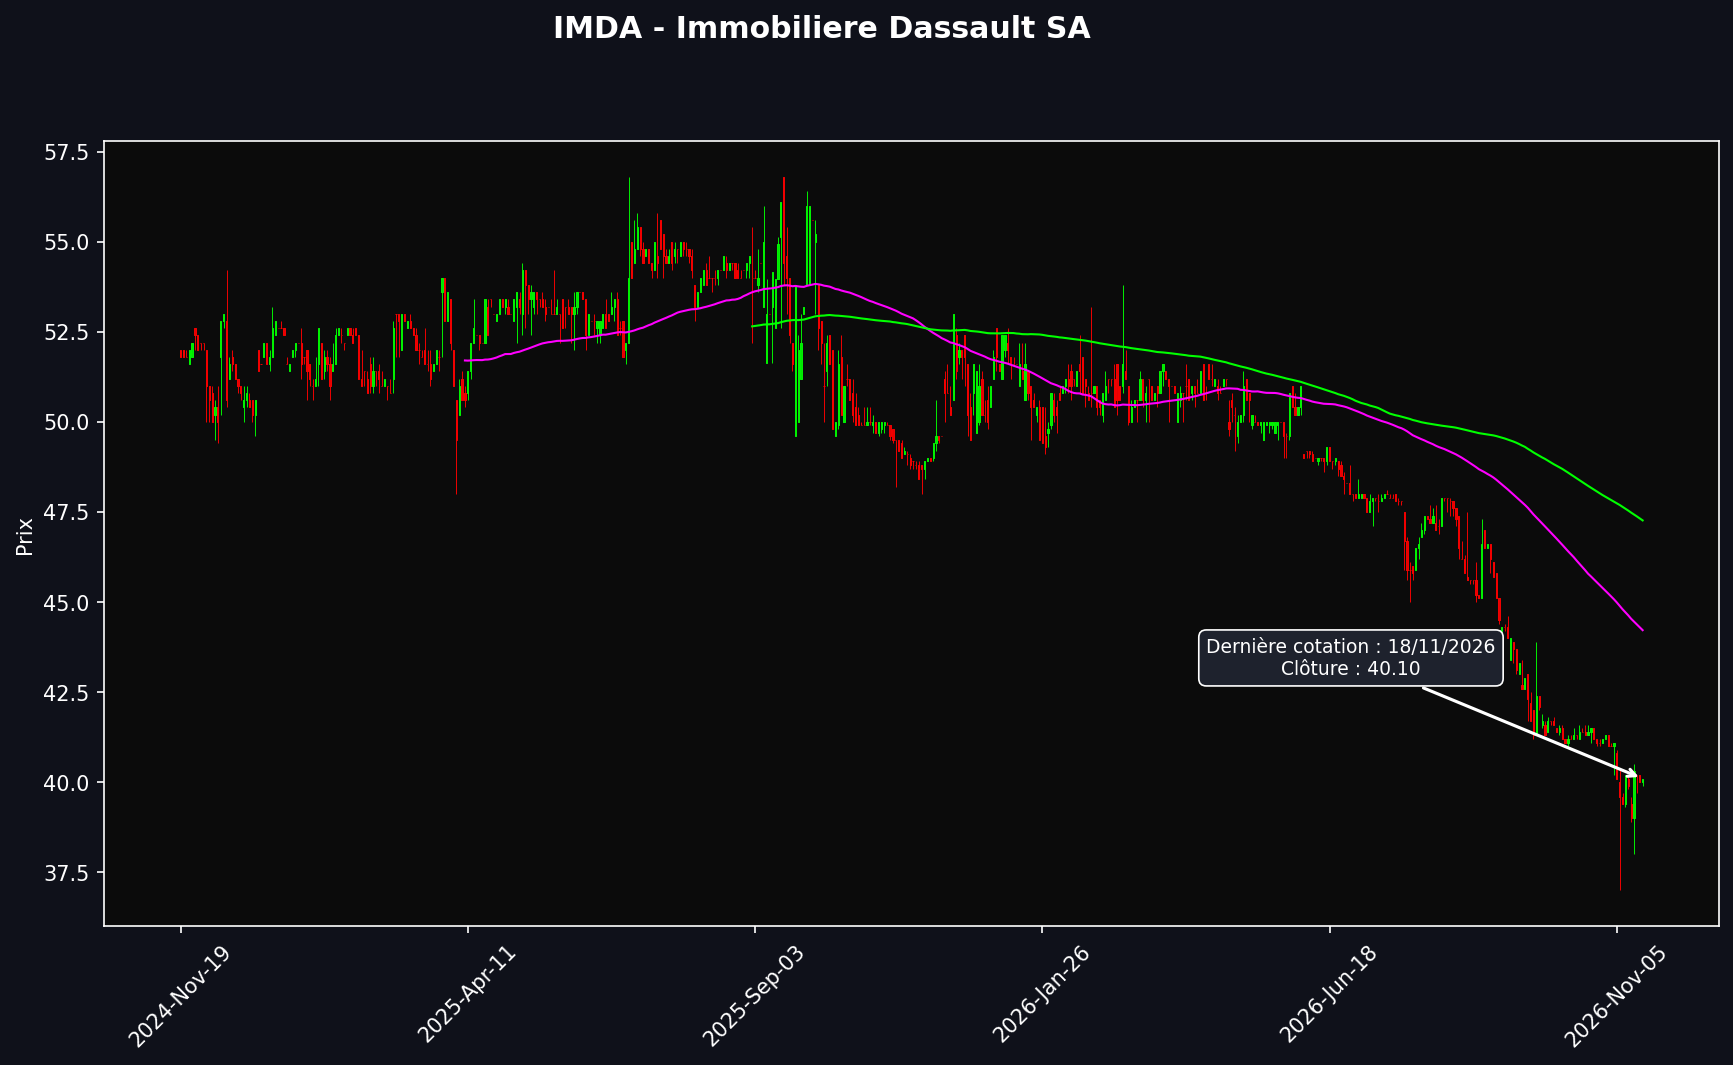 IMDA - Immobiliere Dassault SA
57.5
55.0
52.5
50.0
47.5
45.0
42.5
40.0
37.5
Prix
Dernière cotation : 18/11/2026
Clôture : 40.10
2024-Nov-19
2025-Apr-11
2025-Sep-03
2026-Jan-26
2026-Jun-18
2026-Nov-05